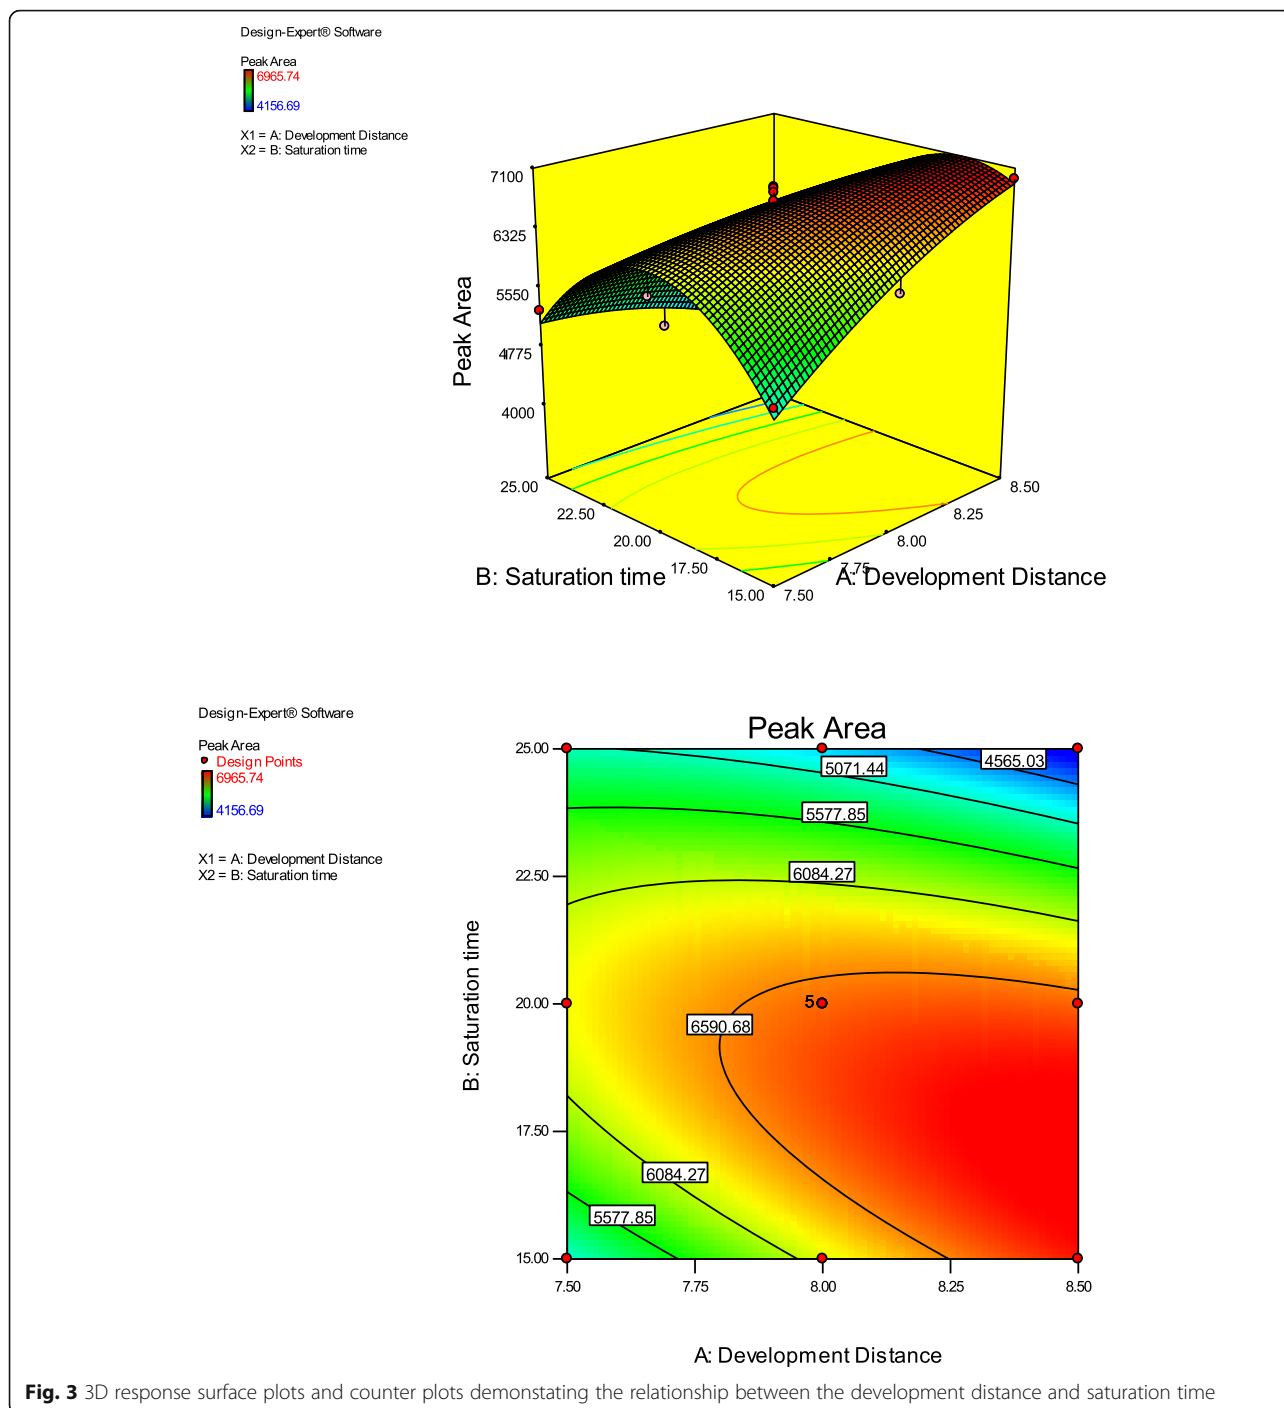 Design-Expert® Software
Peak Area
6965.74
4156.69
X1 = A: Development Distance
X2 = B: Saturation time
7100
6325
5550
4775
4000
Peak Area
25.00
22.50
20.00
17.50
15.00
7.50
7.75
8.00
8.25
8.50
B: Saturation time
A: Development Distance
Design-Expert® Software
Peak Area
Design Points
6965.74
4156.69
X1 = A: Development Distance
X2 = B: Saturation time
Peak Area
25.00
22.50
20.00
17.50
15.00
B: Saturation time
4565.03
5071.44
5577.85
6084.27
5
6590.68
6084.27
5577.85
7.50
7.75
8.00
8.25
8.50
A: Development Distance
Fig. 3 3D response surface plots and counter plots demonstating the relationship between the development distance and saturation time